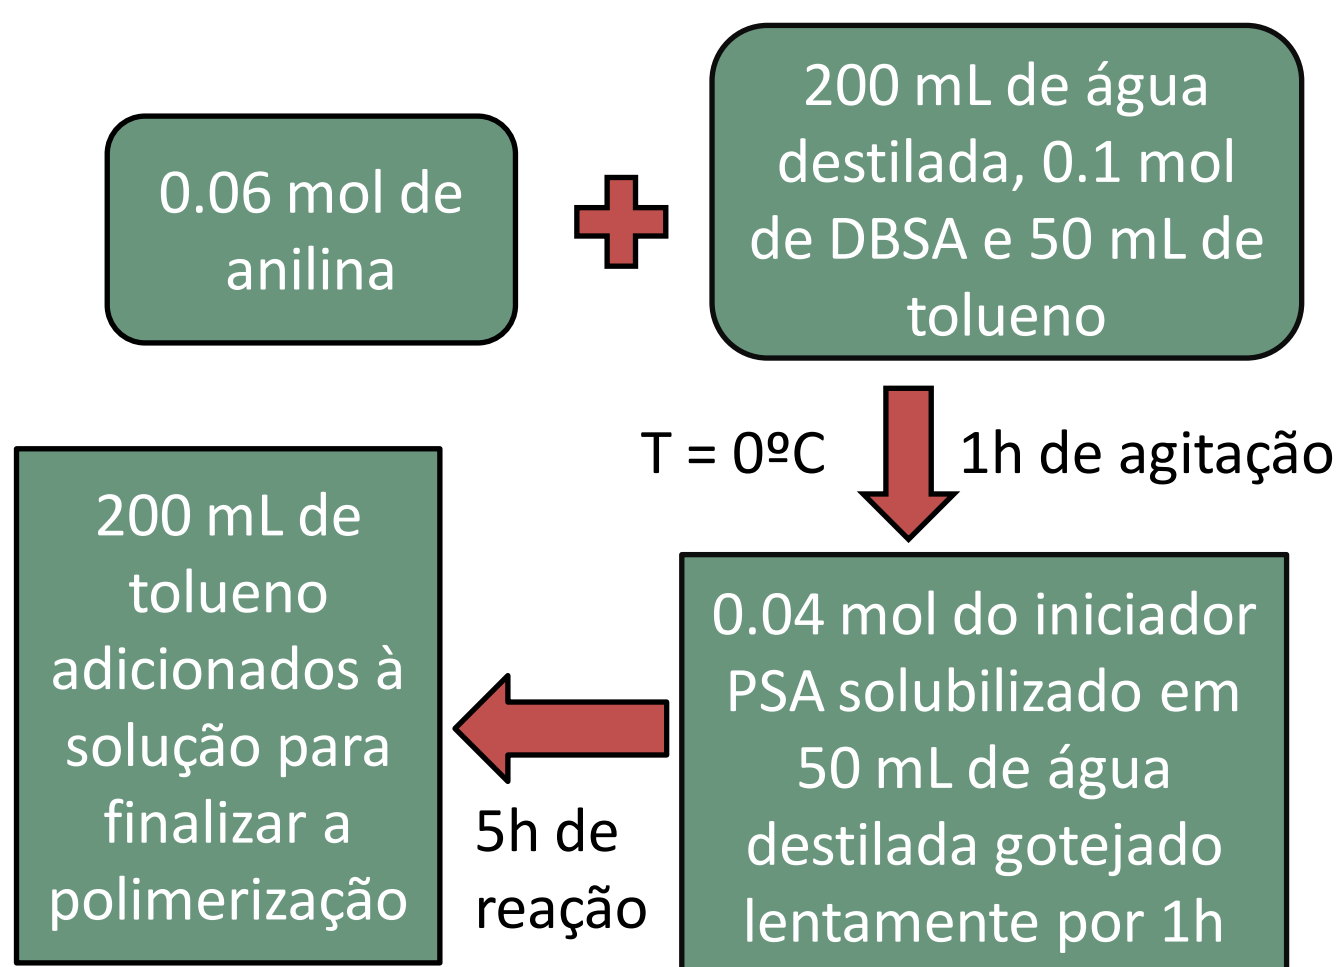 0.06 mol de
anilina
200 mL de água
destilada, 0.1 mol
de DBSA e 50 mL de
tolueno
T = 0ºC
1h de agitação
0.04 mol do iniciador
PSA solubilizado em
50 mL de água
destilada gotejado
lentamente por 1h
5h de
reação
200 mL de
tolueno
adicionados à
solução para
finalizar a
polimerização